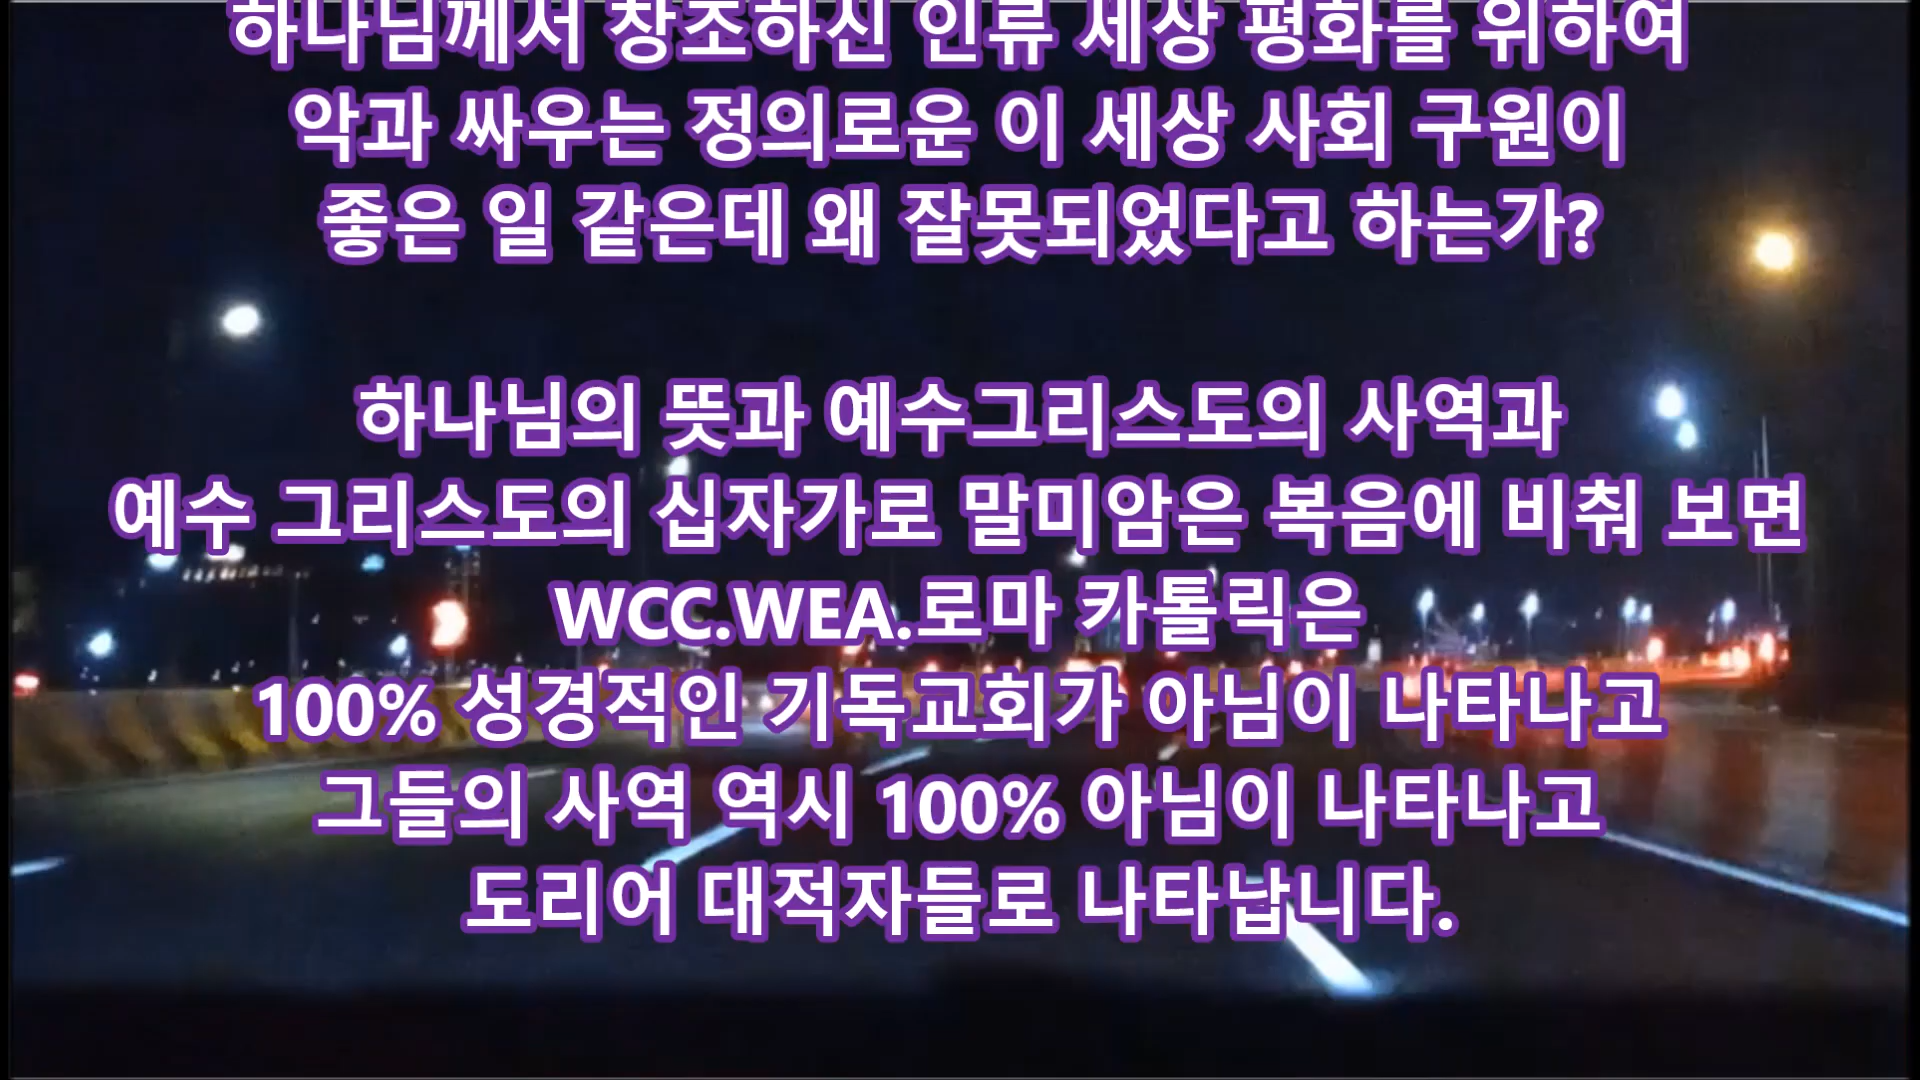 하나님께서 창조하신 인류 세상 평화를 위하여
악과 싸우는 정의로운 이 세상 사회 구원이
좋은 일 같은데 왜 잘못되었다고 하는가?
하나님의 뜻과 예수그리스도의 사역과
예수 그리스도의 십자가로 말미암은 복음에 비춰 보면
WCC.WEA.로마 카톨릭은
100% 성경적인 기독교회가 아님이 나타나고
그들의 사역 역시 100% 아님이 나타나고
도리어 대적자들로 나타납니다.